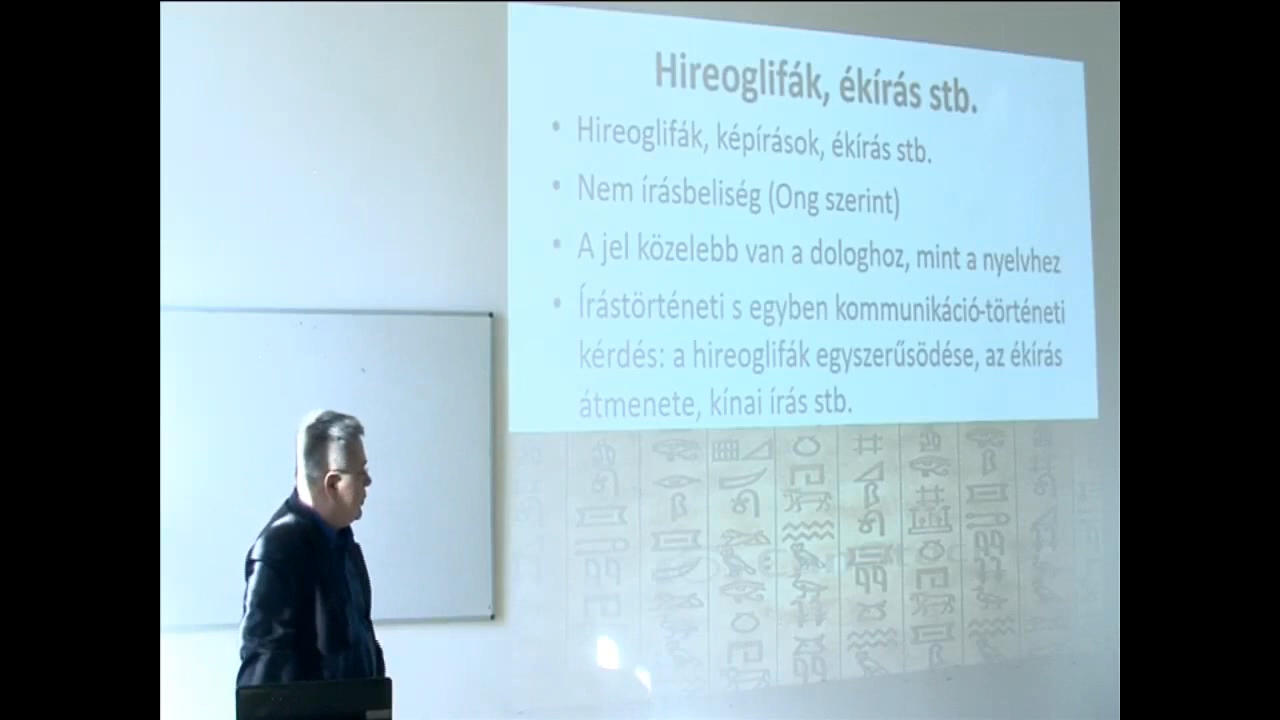 Hireoglifák, ékírás stb.
• Hireoglifák, képírások, ékírás stb.
• Nem írásbeliség (Ong szerint)
• A jel közelebb van a dologhoz, mint a nyelvhez
• Írástörténeti s egyben kommunikáció-történeti
kérdés: a hireoglifák egyszerűsödése, az ékírás
átmenete, kínai írás stb.